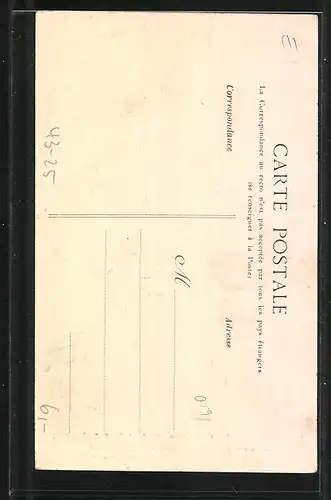 CARTE POSTALE
La Correspondance au recto n'est pas acceptée par tous les pays étrangers
(se renseigner à la Poste)
Correspondance
Adresse
M
43-25
6,-